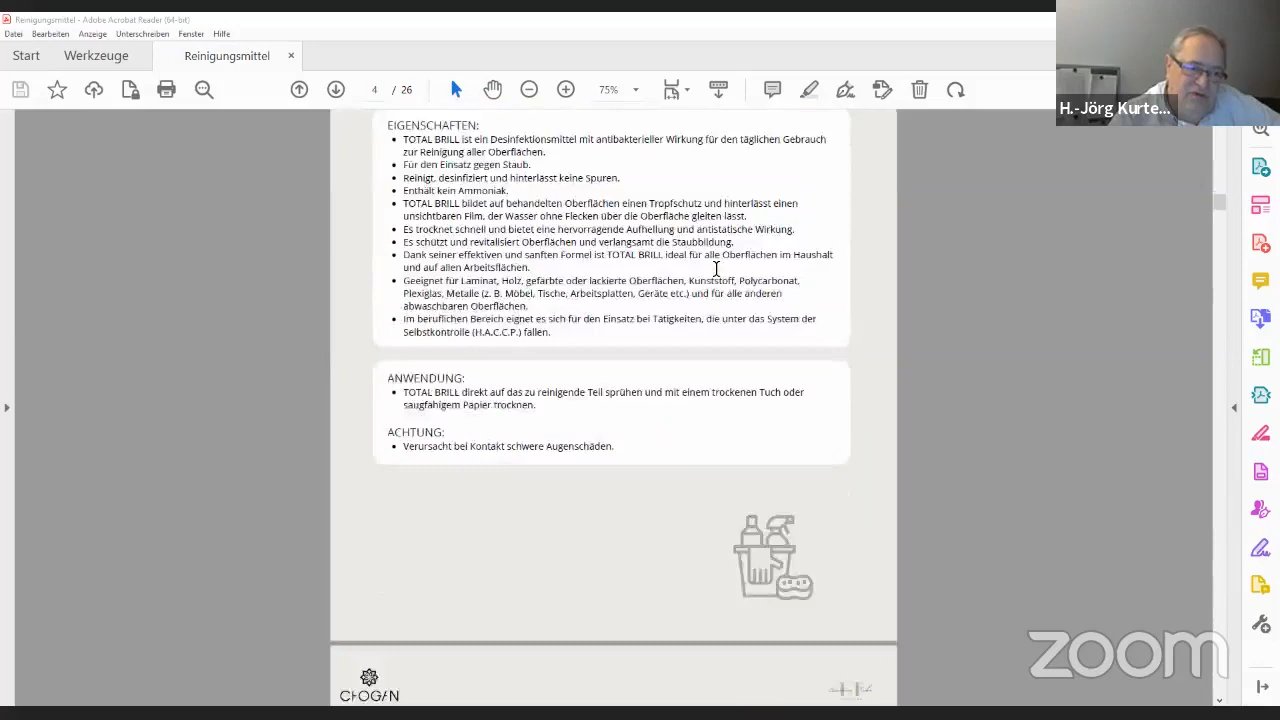 Reinigungsmittel - Adobe Acrobat Reader (64-bit)
Datei Bearbeiten Anzeige Unterschreiben Fenster Hilfe
Start Werkzeuge Reinigungsmittel ×
4 / 26 75%
H.-Jörg Kurte...
EIGENSCHAFTEN:
• TOTAL BRILL ist ein Desinfektionsmittel mit antibakterieller Wirkung für den täglichen Gebrauch
zur Reinigung aller Oberflächen.
• Für den Einsatz gegen Staub.
• Reinigt, desinfiziert und hinterlässt keine Spuren.
• Enthält kein Ammoniak.
• TOTAL BRILL bildet auf behandelten Oberflächen einen Tropfschutz und hinterlässt einen
unsichtbaren Film, der Wasser ohne Flecken über die Oberfläche gleiten lässt.
• Es trocknet schnell und bietet eine hervorragende Aufhellung und antistatische Wirkung.
• Es schützt und revitalisiert Oberflächen und verlangsamt die Staubbildung.
• Dank seiner effektiven und sanften Formel ist TOTAL BRILL ideal für alle Oberflächen im Haushalt
und auf allen Arbeitsflächen.
• Geeignet für Laminat, Holz, gefärbte oder lackierte Oberflächen, Kunststoff, Polycarbonat,
Plexiglas, Metalle (z. B. Möbel, Tische, Arbeitsplatten, Geräte etc.) und für alle anderen
abwaschbaren Oberflächen.
• Im beruflichen Bereich eignet es sich für den Einsatz bei Tätigkeiten, die unter das System der
Selbstkontrolle (H.A.C.C.P.) fallen.
ANWENDUNG:
• TOTAL BRILL direkt auf das zu reinigende Teil sprühen und mit einem trockenen Tuch oder
saugfähigem Papier trocknen.
ACHTUNG:
• Verursacht bei Kontakt schwere Augenschäden.
zoom
CHOGAN